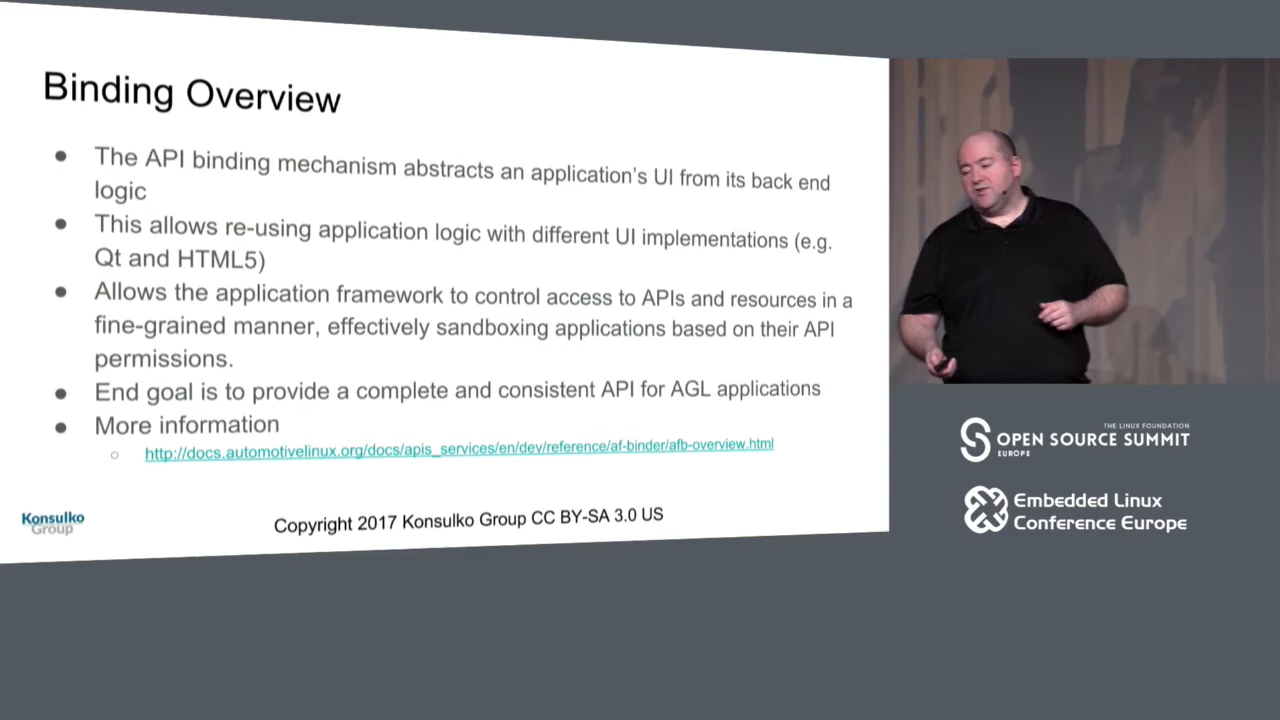 Binding Overview
● The API binding mechanism abstracts an application's UI from its back end
logic
● This allows re-using application logic with different UI implementations (e.g.
Qt and HTML5)
● Allows the application framework to control access to APIs and resources in a
fine-grained manner, effectively sandboxing applications based on their API
permissions.
● End goal is to provide a complete and consistent API for AGL applications
● More information
○ http://docs.automotivelinux.org/docs/apis_services/en/dev/reference/af-binder/afb-overview.html
Konsulko
Group
Copyright 2017 Konsulko Group CC BY-SA 3.0 US
THE LINUX FOUNDATION
OPEN SOURCE SUMMIT
EUROPE
Embedded Linux
Conference Europe